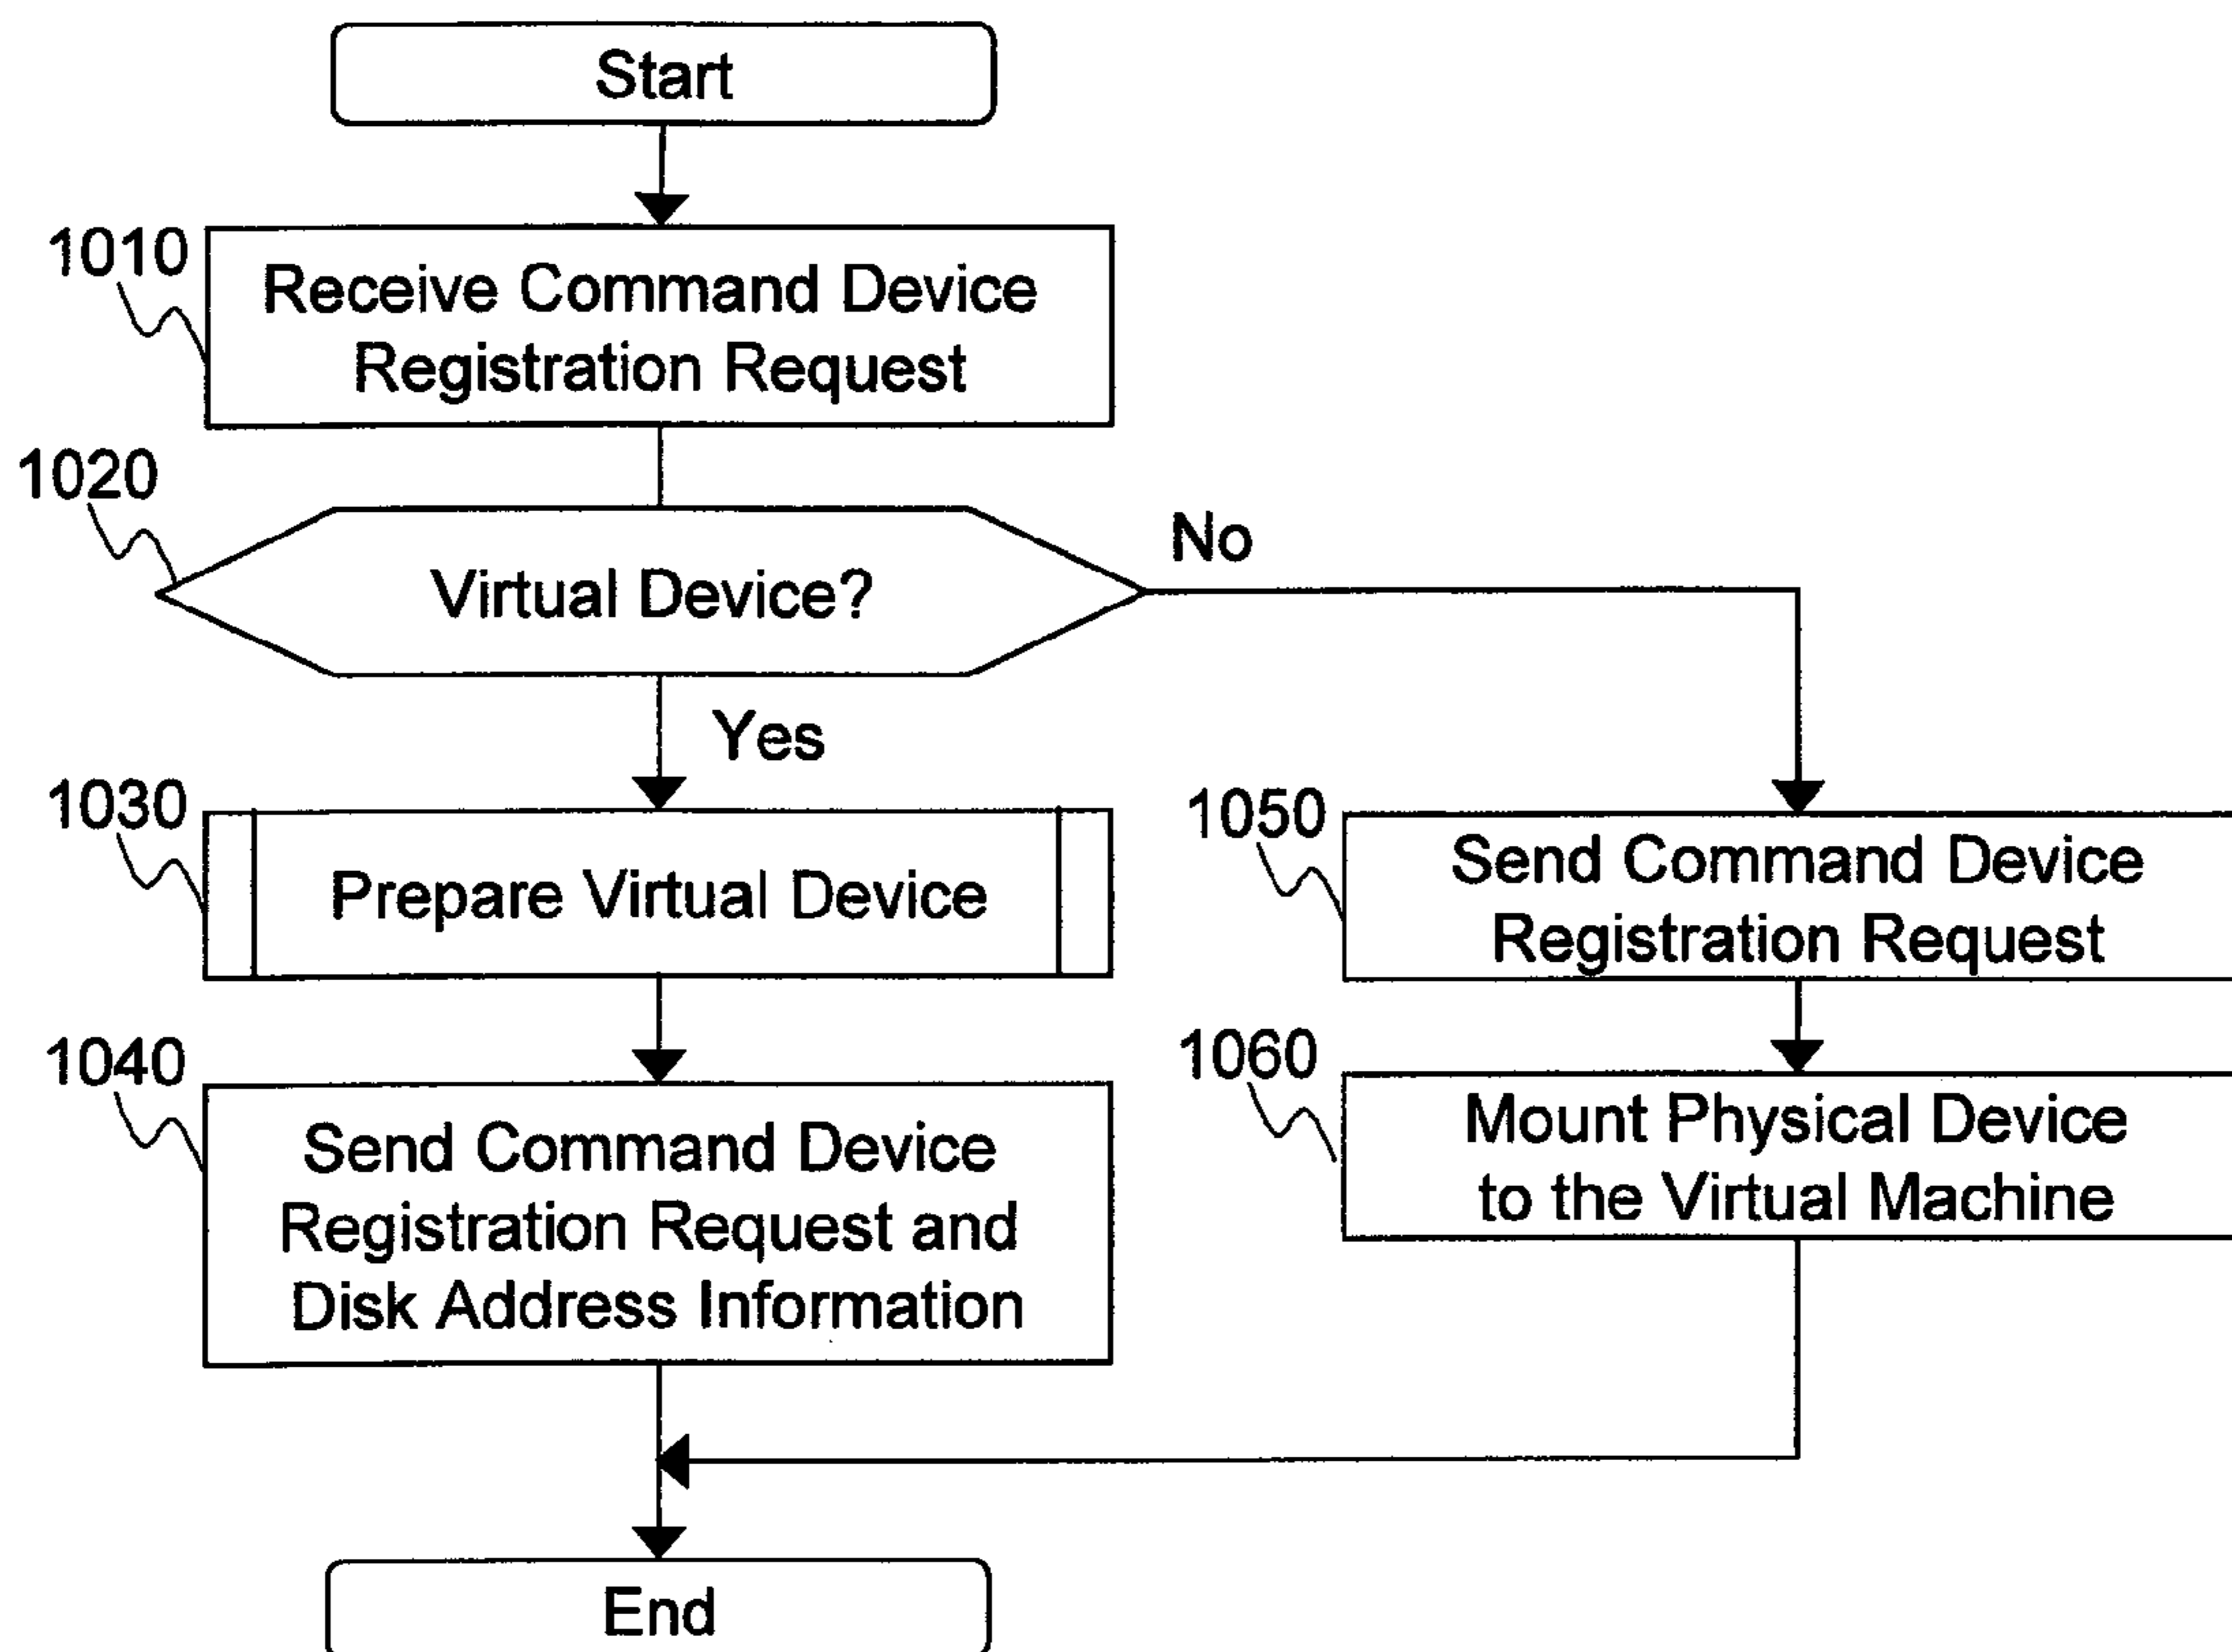 Start
1010
Receive Command Device
Registration Request
1020
Virtual Device?
No
Yes
1030
Prepare Virtual Device
1050
Send Command Device
Registration Request
1040
Send Command Device
Registration Request and
Disk Address Information
1060
Mount Physical Device
to the Virtual Machine
End